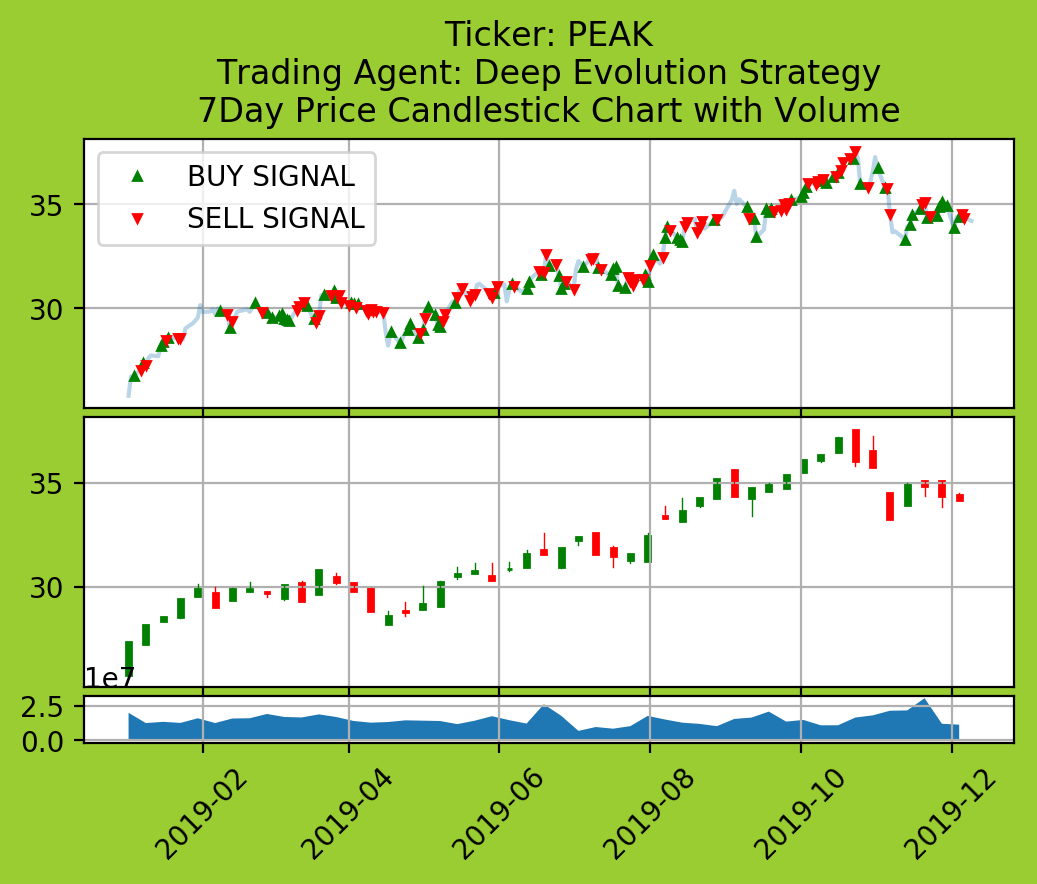 Ticker: PEAK
Trading Agent: Deep Evolution Strategy
7Day Price Candlestick Chart with Volume
BUY SIGNAL
SELL SIGNAL
35
30
35
30
1e7
2.5
0.0
2019-02
2019-04
2019-06
2019-08
2019-10
2019-12